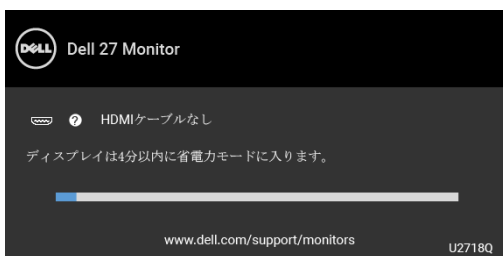 DELL
Dell 27 Monitor
? HDMIケーブルなし
ディスプレイは4分以内に省電力モードに入ります。
www.dell.com/support/monitors
U2718Q